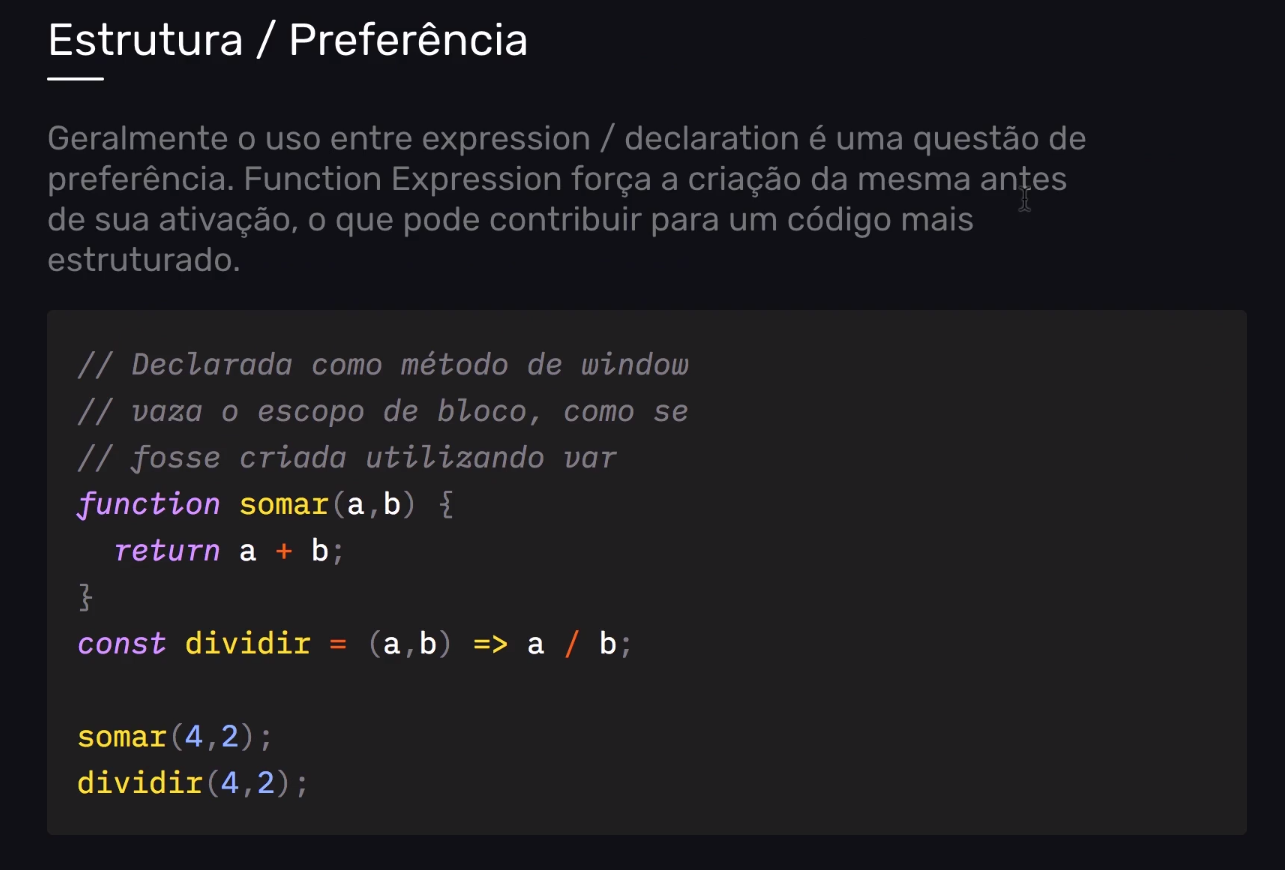 Estrutura / Preferência
Geralmente o uso entre expression / declaration é uma questão de
preferência. Function Expression força a criação da mesma antes
de sua ativação, o que pode contribuir para um código mais
estruturado.
// Declarada como método de window
// vaza o escopo de bloco, como se
// fosse criada utilizando var
function somar(a,b) {
  return a + b;
}
const dividir = (a,b) => a / b;
somar(4,2);
dividir(4,2);